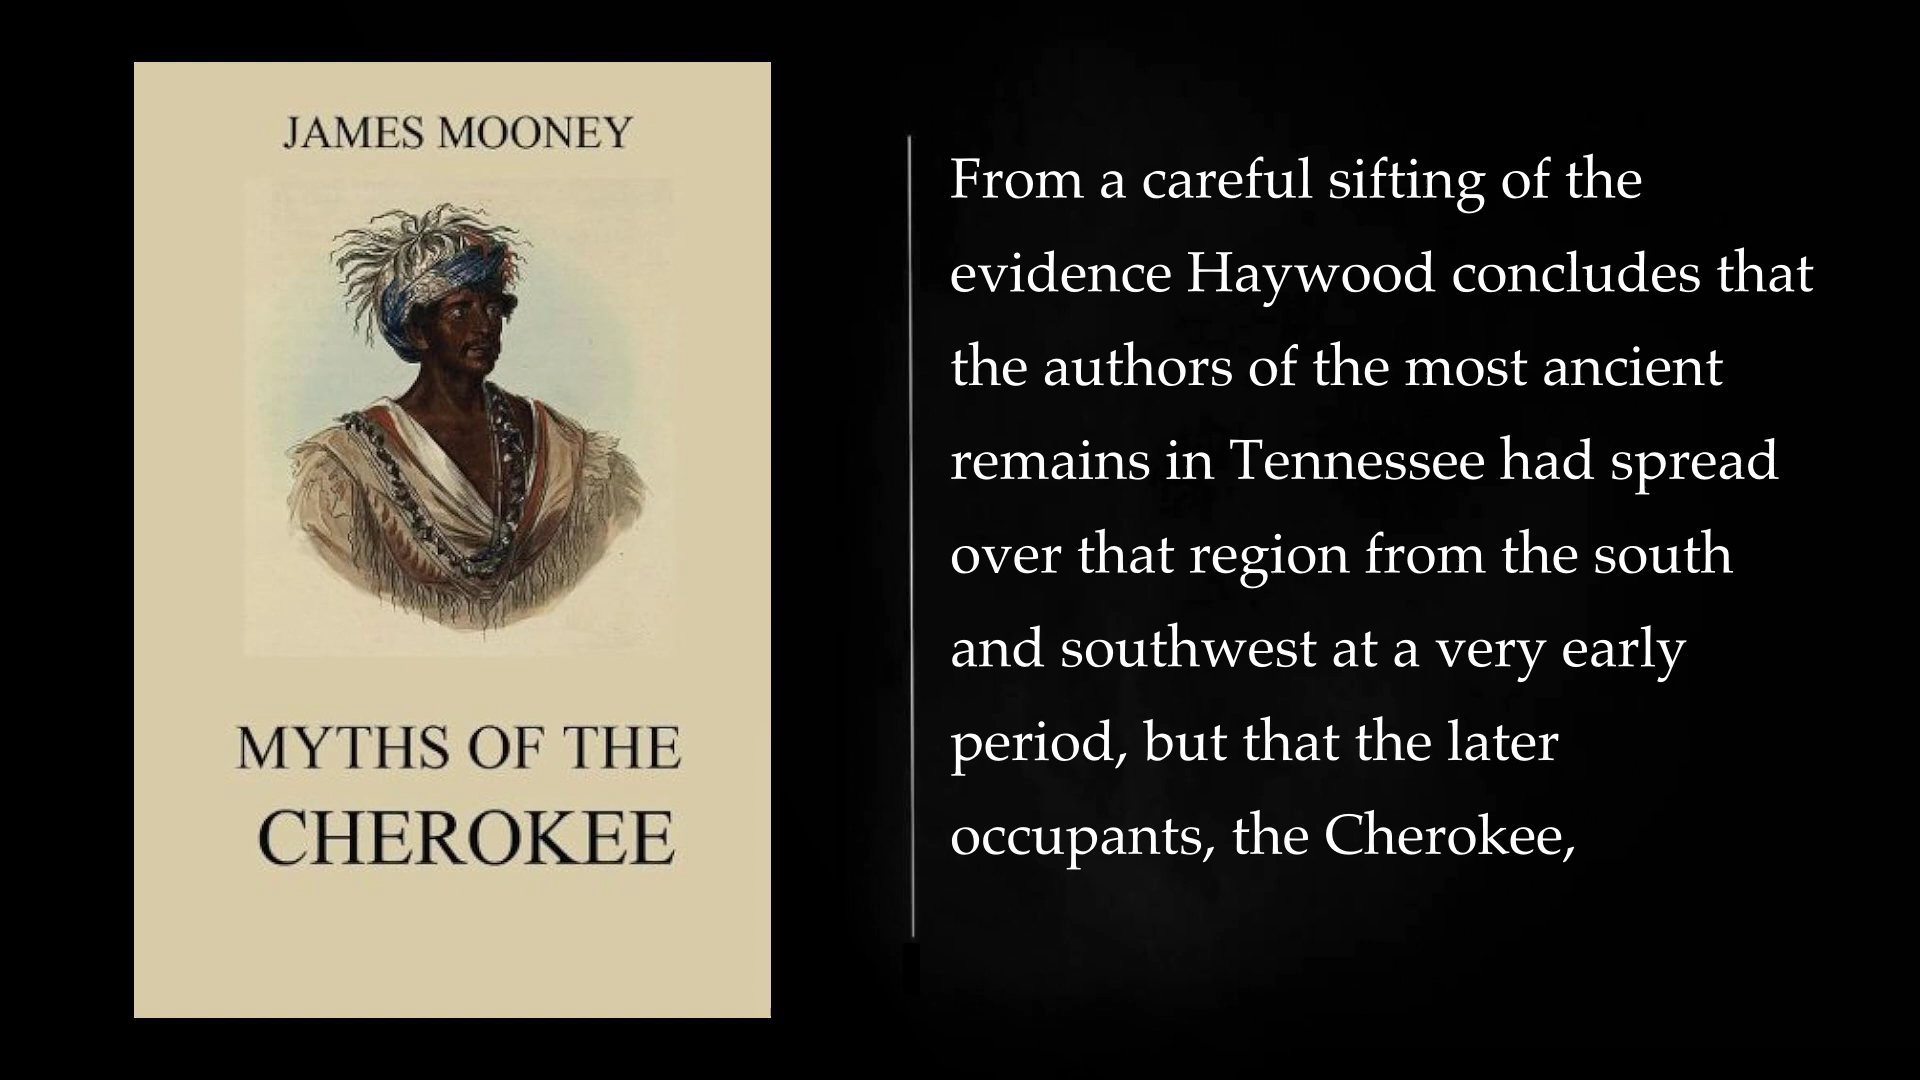 JAMES MOONEY
MYTHS OF THE
CHEROKEE
From a careful sifting of the
evidence Haywood concludes that
the authors of the most ancient
remains in Tennessee had spread
over that region from the south
and southwest at a very early
period, but that the later
occupants, the Cherokee,